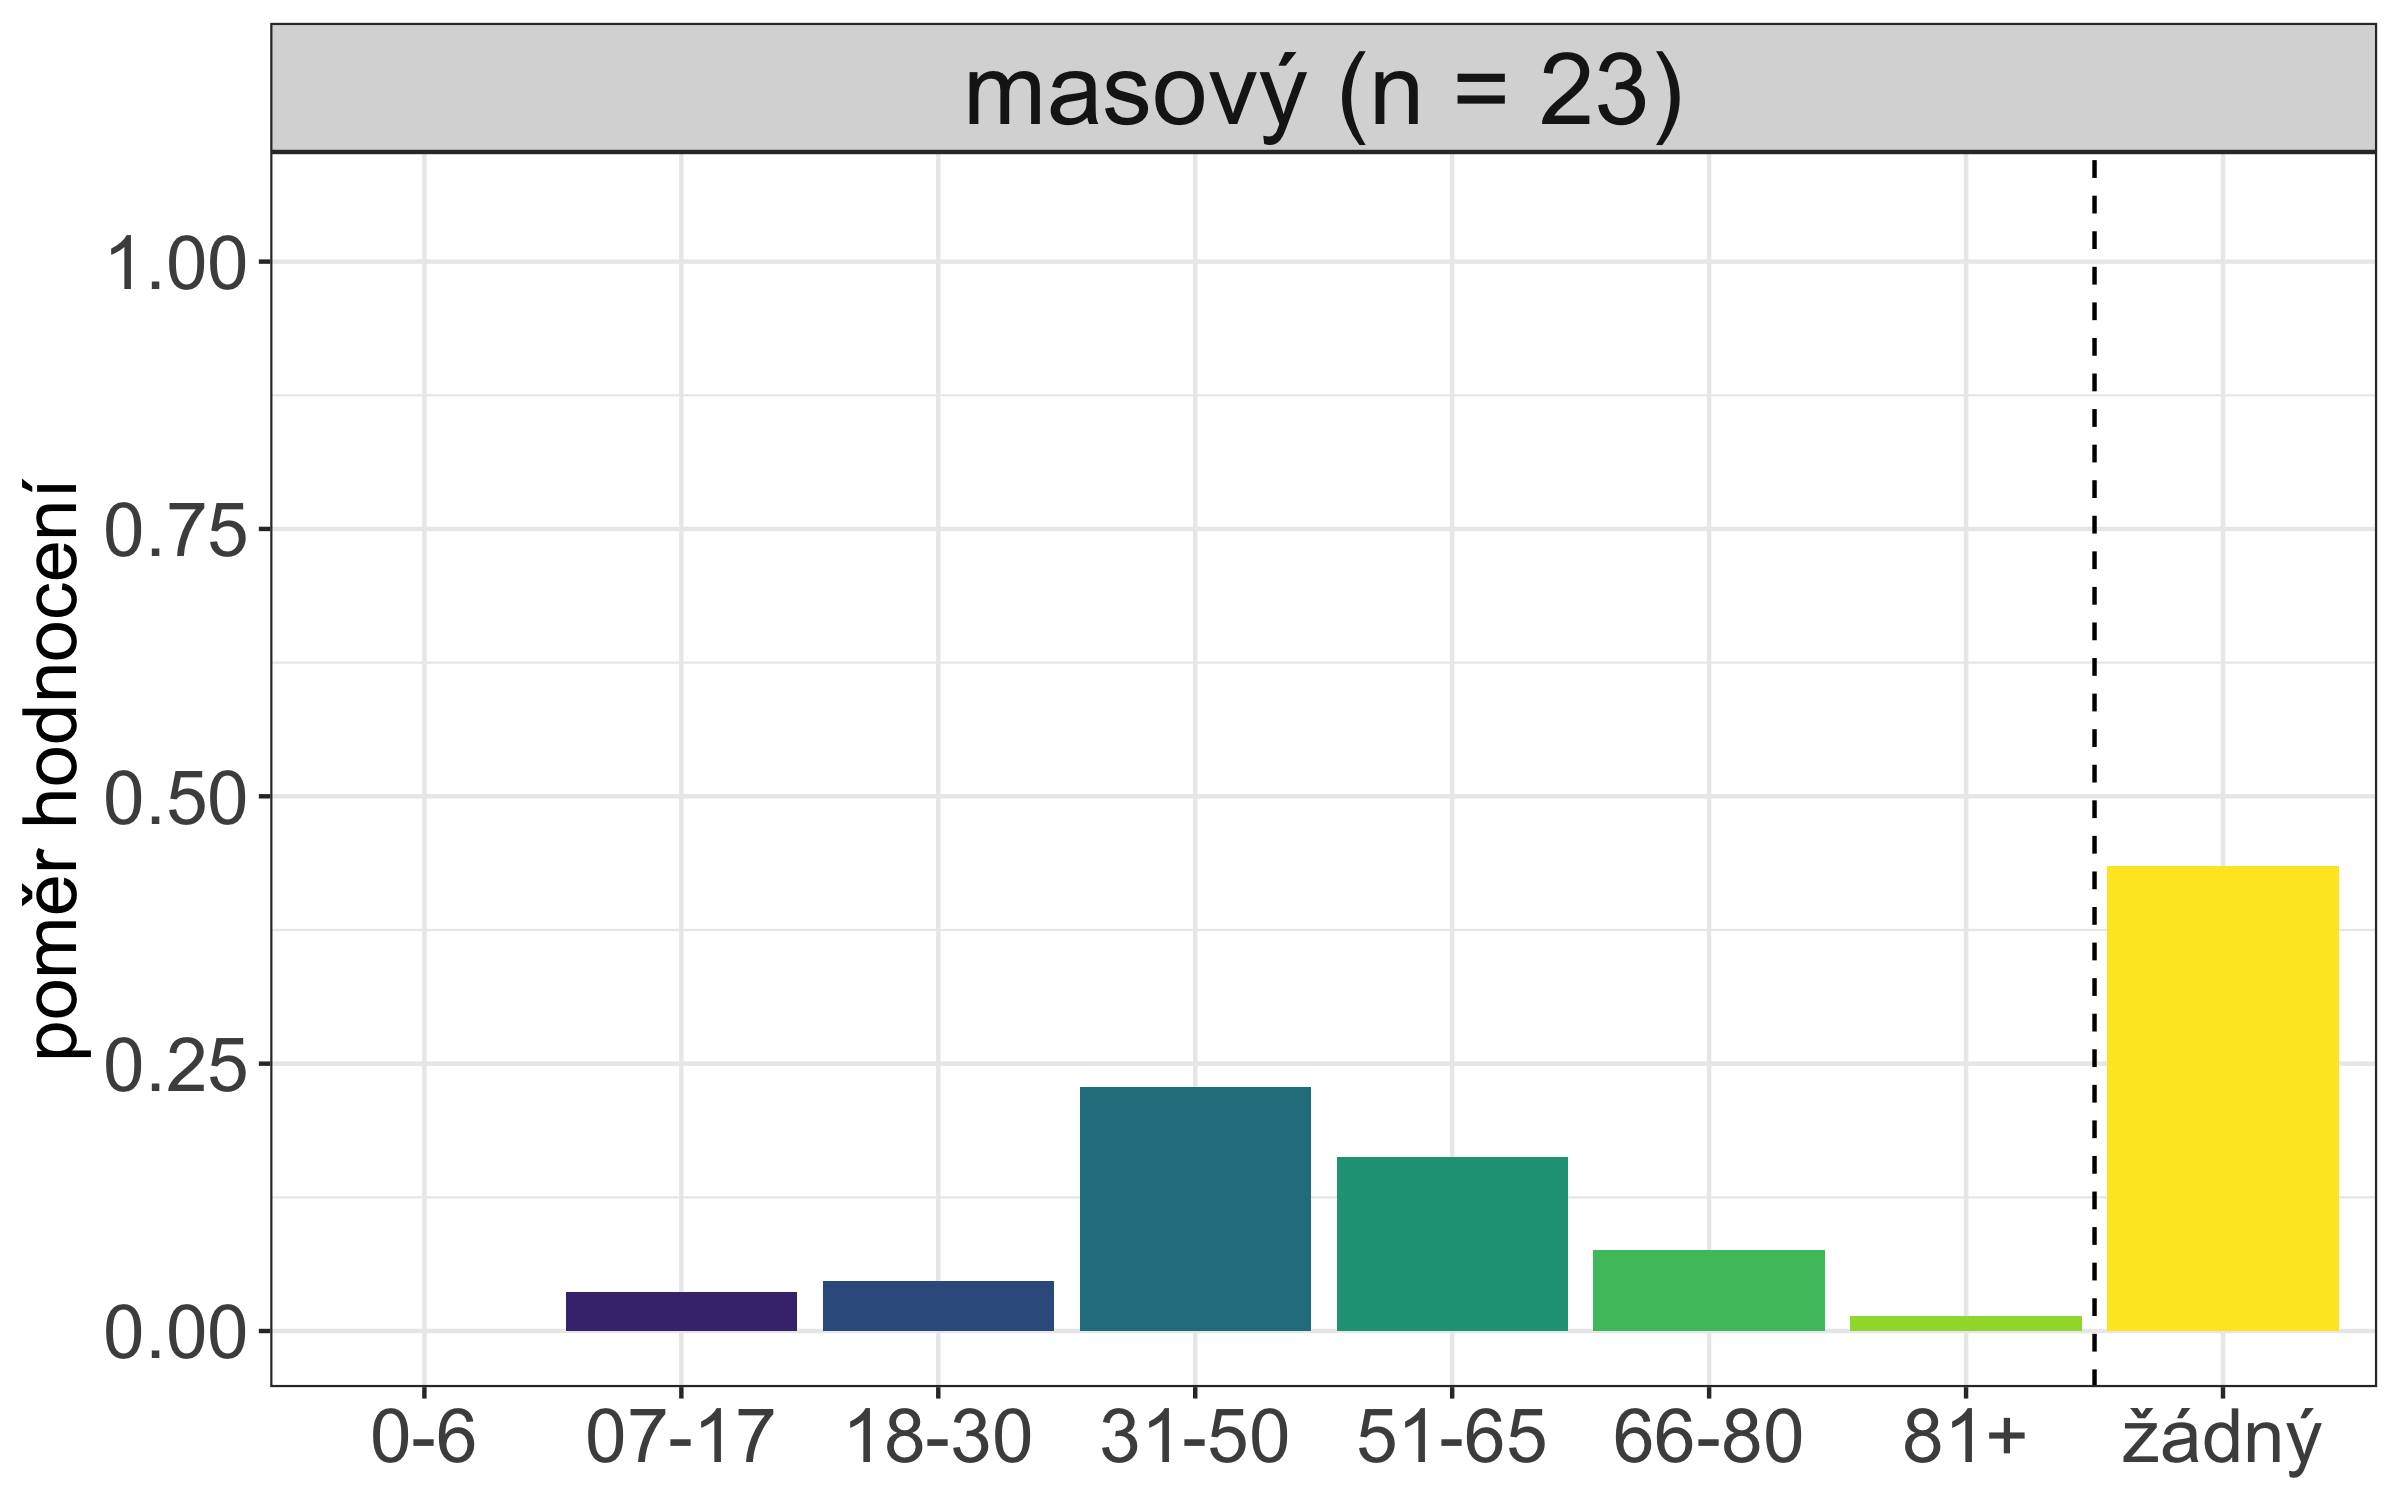 masový (n = 23)
poměr hodnocení
1.00
0.75
0.50
0.25
0.00
0-6 07-17 18-30 31-50 51-65 66-80 81+ žádný